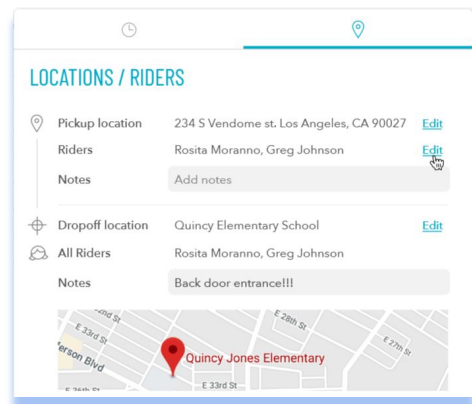 LOCATIONS / RIDERS
Pickup location 234 S Vendome st. Los Angeles, CA 90027 Edit
Riders Rosita Moranno, Greg Johnson Edit
Notes Add notes
Dropoff location Quincy Elementary School Edit
All Riders Rosita Moranno, Greg Johnson
Notes Back door entrance!!!
E 33rd St
E 28th St
E 27th St
Quincy Jones Elementary
E 33rd St